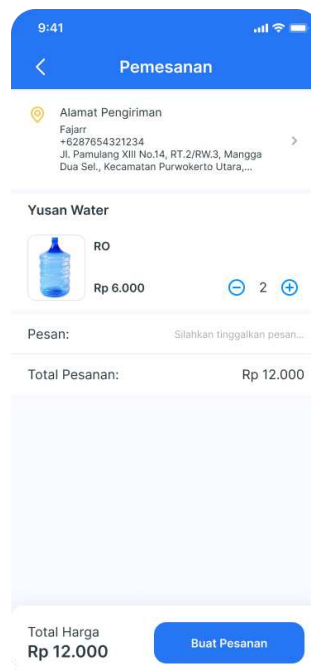 9:41
Pemesanan
Alamat Pengiriman
Fajarr
+6287654321234
Jl. Pamulang XIII No.14, RT.2/RW.3, Mangga
Dua Sel., Kecamatan Purwokerto Utara,...
Yusan Water
RO
Rp 6.000
2
Pesan:
Silahkan tinggalkan pesan...
Total Pesanan:
Rp 12.000
Total Harga
Rp 12.000
Buat Pesanan